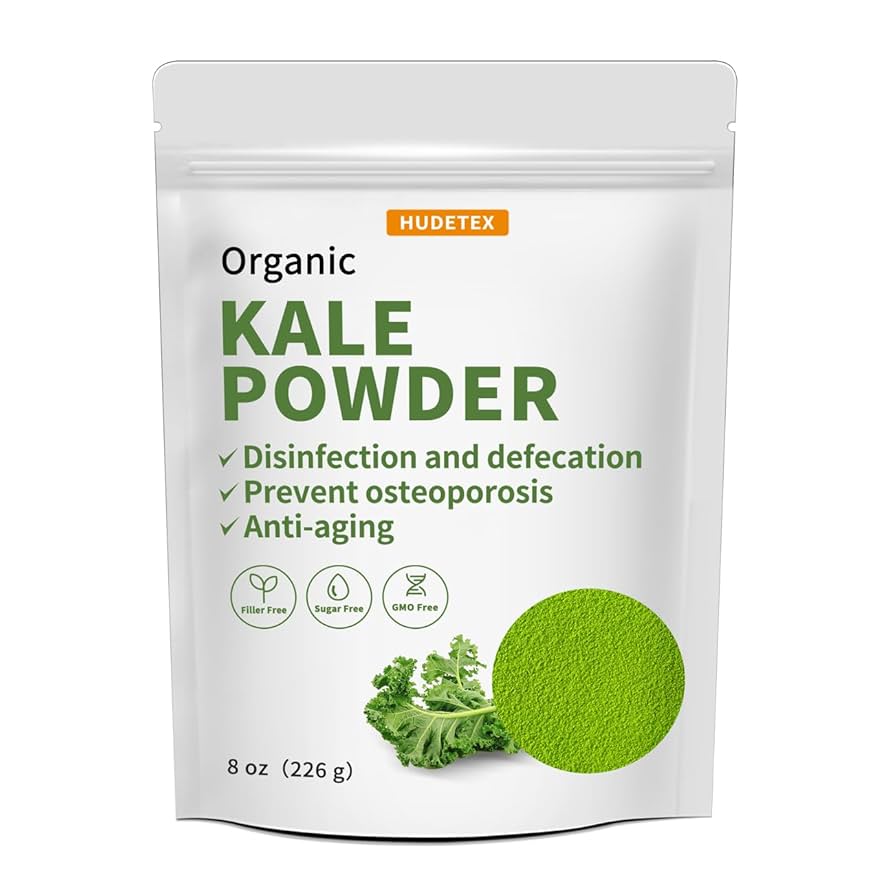 HUDETEX
Organic
KALE
POWDER
Disinfection and defecation
Prevent osteoporosis
Anti-aging
Filler Free
Sugar Free
GMO Free
8 oz（226 g）